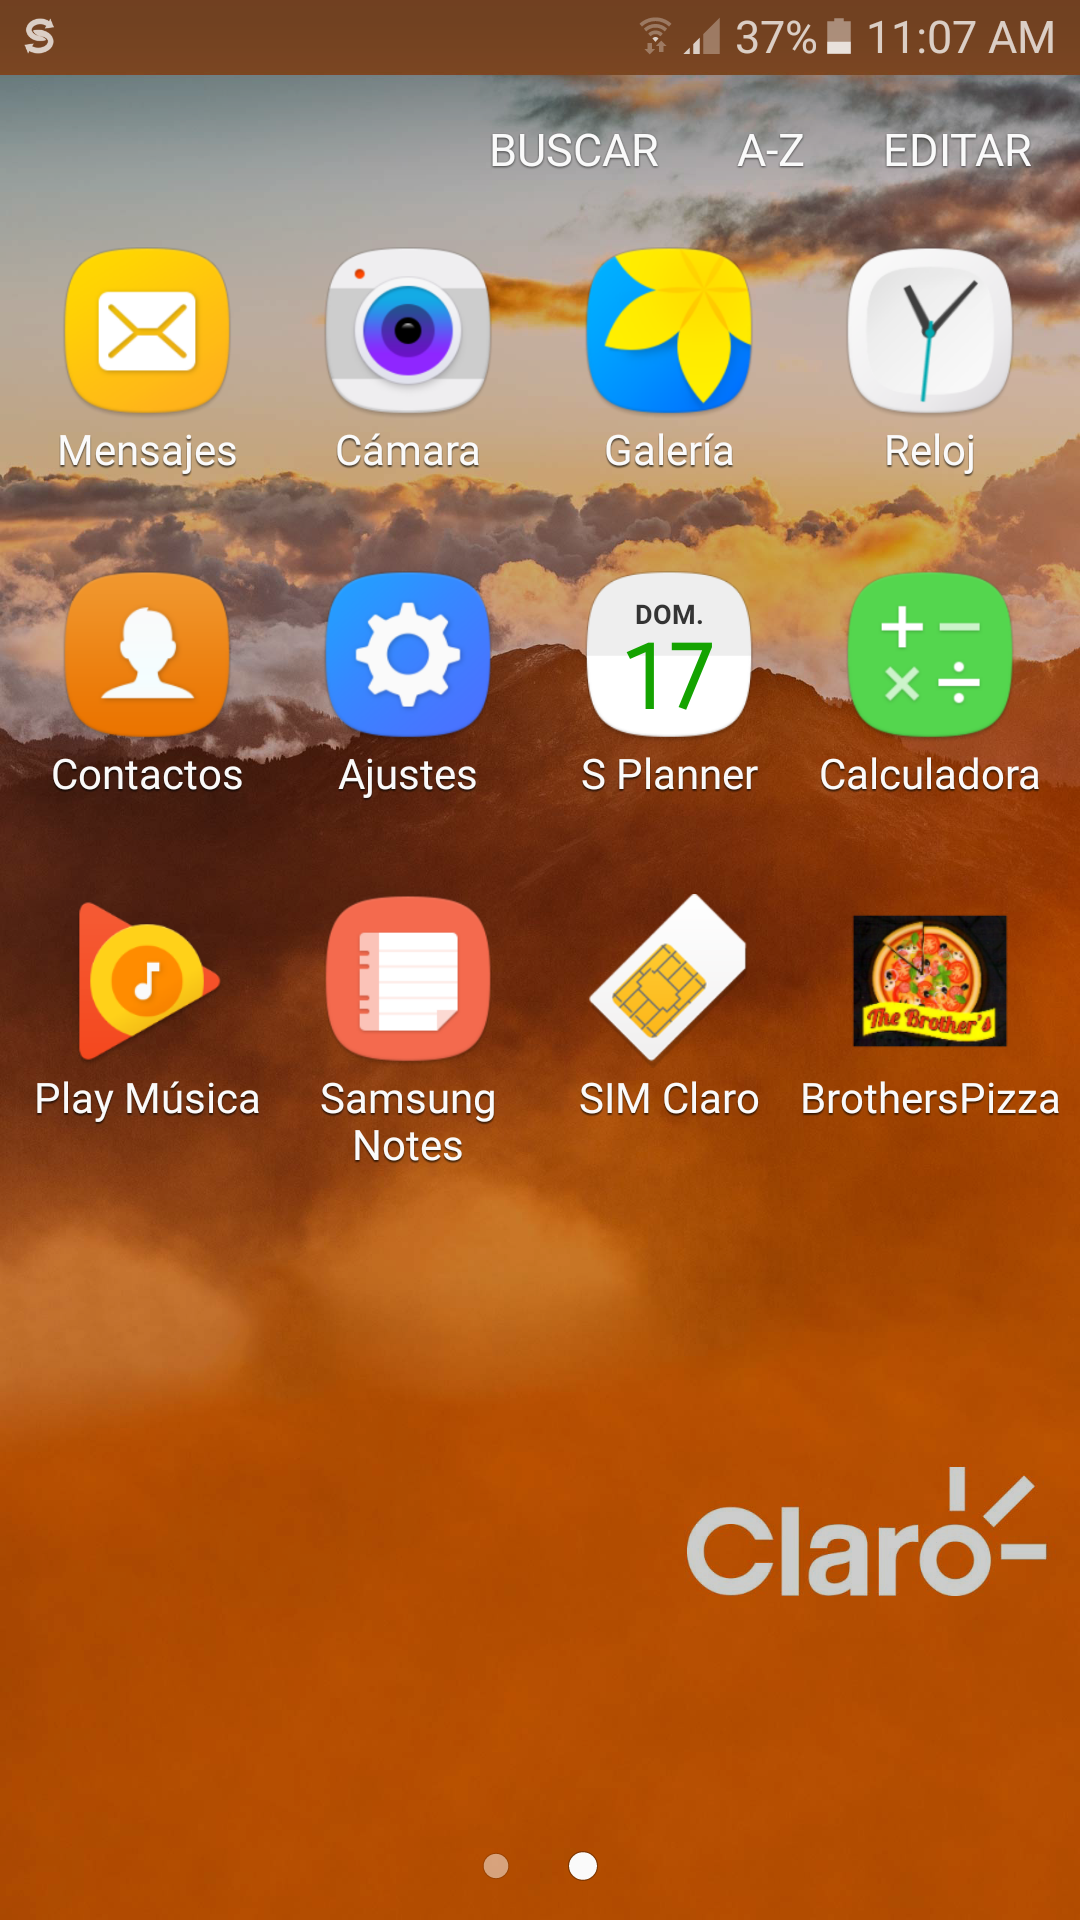 37% 11:07 AM
BUSCAR A-Z EDITAR
Mensajes Cámara Galería Reloj
DOM.
17
Contactos Ajustes S Planner Calculadora
The Brother's
Play Música Samsung Notes SIM Claro BrothersPizza
Claro